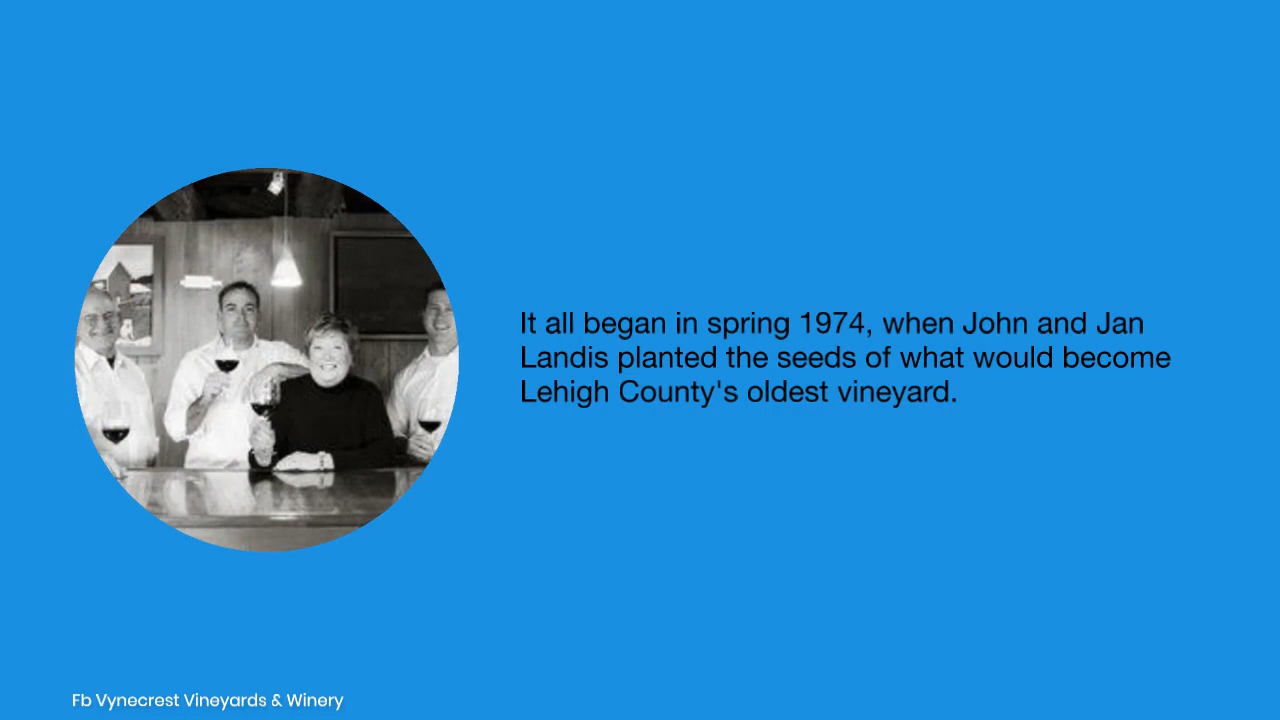 It all began in spring 1974, when John and Jan
Landis planted the seeds of what would become
Lehigh County's oldest vineyard.
Fb Vynecrest Vineyards & Winery